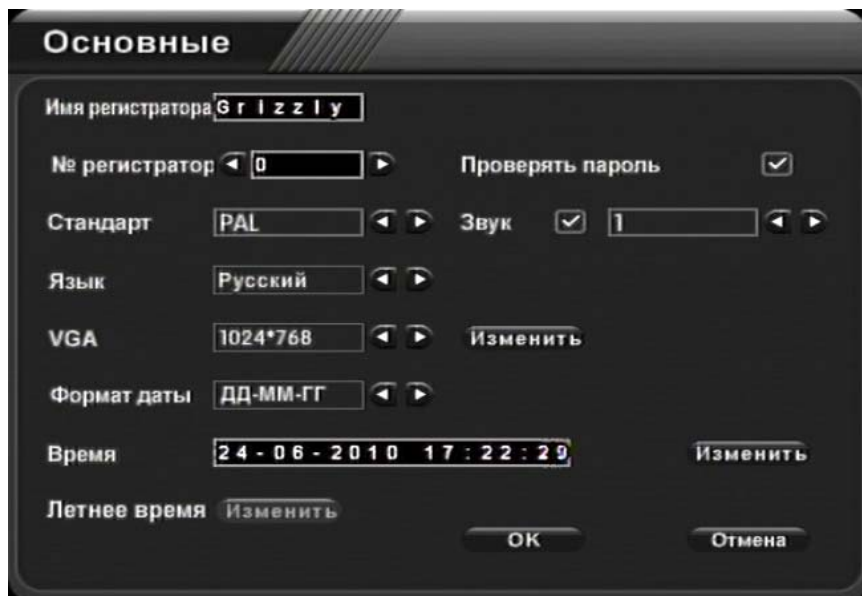 Основные
Имя регистратора Grizzly
№ регистратор 0 Проверять пароль
Стандарт PAL Звук 1
Язык Русский
VGA 1024*768 Изменить
Формат даты ДД-ММ-ГГ
Время 24-06-2010 17:22:29 Изменить
Летнее время Изменить
OK Отмена